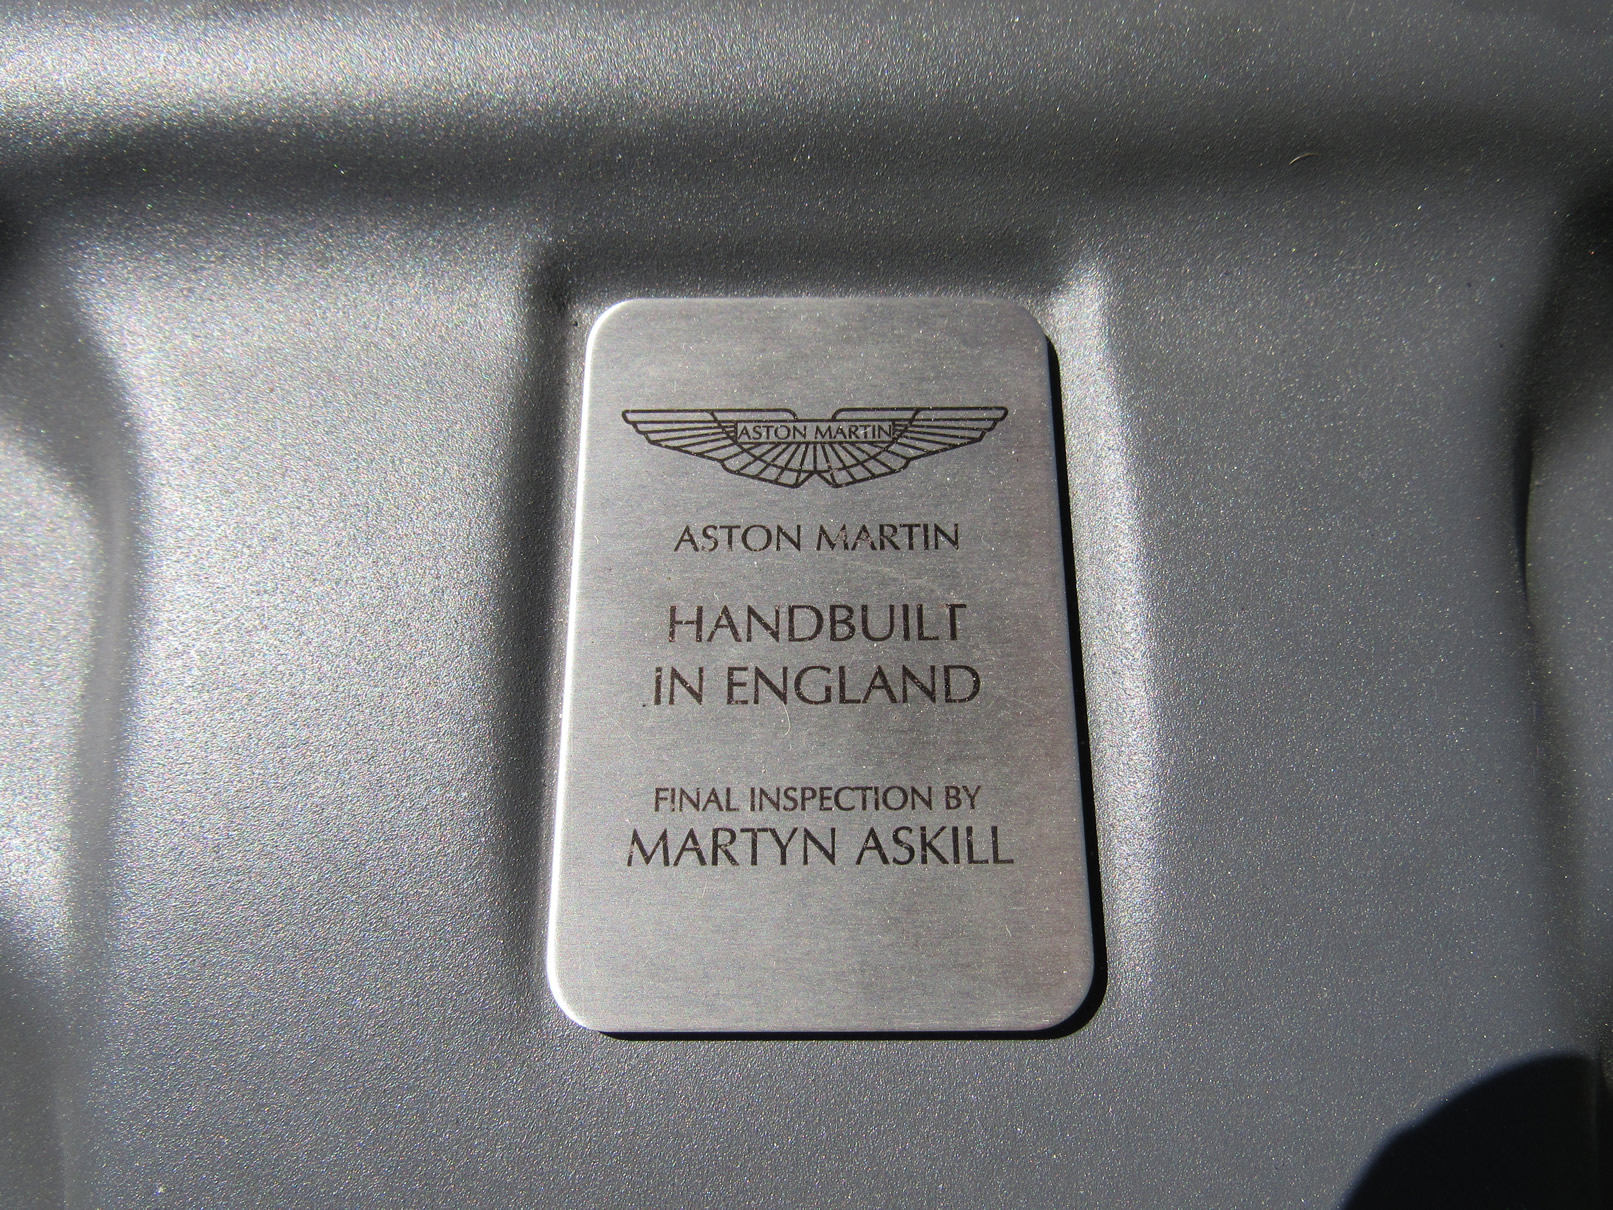 ASTON MARTIN
ASTON MARTIN
HANDBUILT
IN ENGLAND
FINAL INSPECTION BY
MARTYN ASKILL